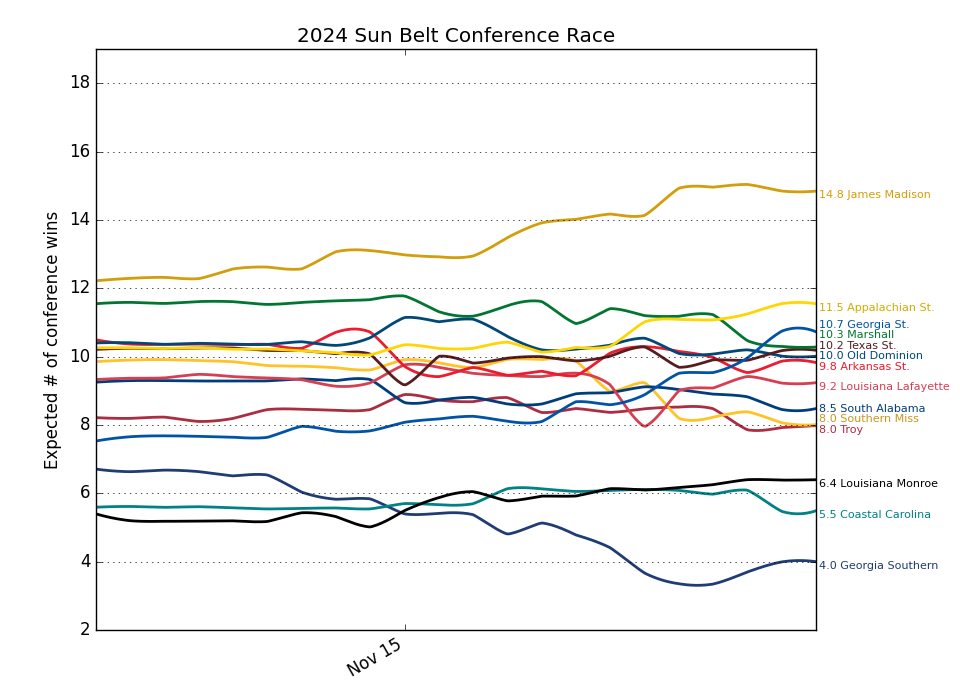 2024 Sun Belt Conference Race
Expected # of conference wins
18
16
14
12
10
8
6
4
2
Nov 15
14.8 James Madison
11.5 Appalachian St.
10.7 Georgia St.
10.3 Marshall
10.2 Texas St.
10.0 Old Dominion
9.8 Arkansas St.
9.2 Louisiana Lafayette
8.5 South Alabama
8.0 Southern Miss
8.0 Troy
6.4 Louisiana Monroe
5.5 Coastal Carolina
4.0 Georgia Southern